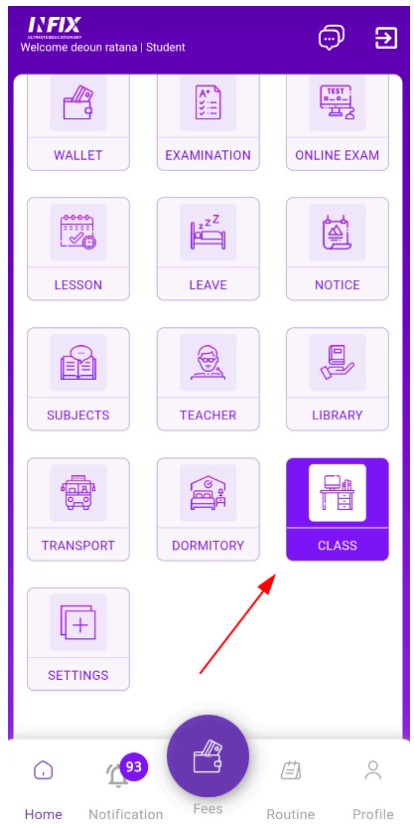 INFIX
ULTIMATE EDUCATION ERP
Welcome deoun ratana | Student
WALLET
EXAMINATION
ONLINE EXAM
LESSON
LEAVE
NOTICE
SUBJECTS
TEACHER
LIBRARY
TRANSPORT
DORMITORY
CLASS
SETTINGS
93
Home
Notification
Fees
Routine
Profile
A+
TEST
zzZ